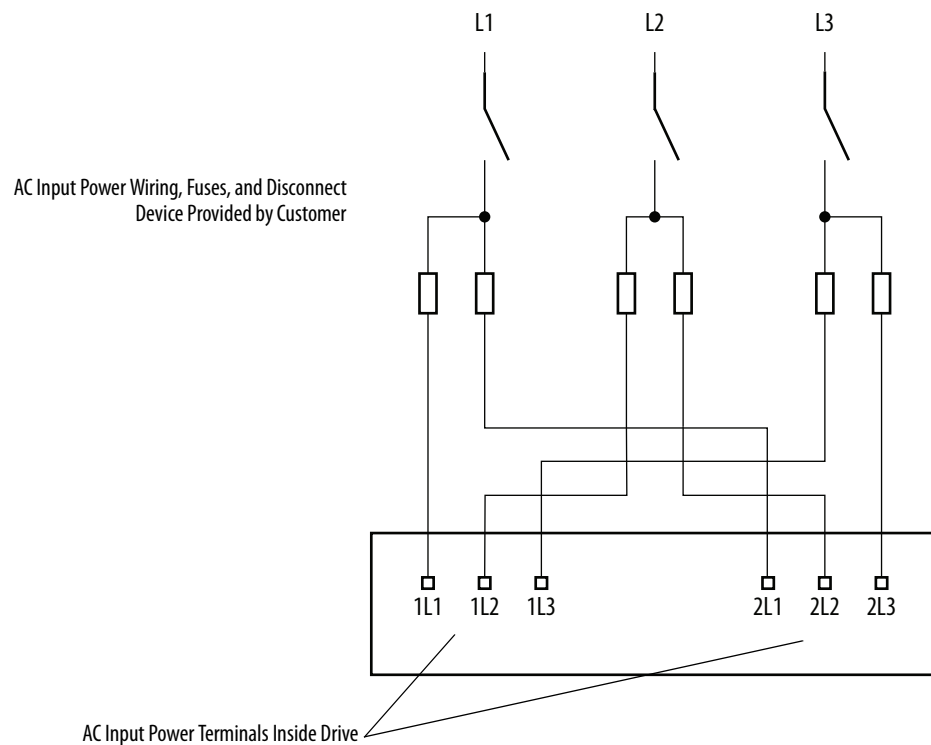 L1
L2
L3
AC Input Power Wiring, Fuses, and Disconnect
Device Provided by Customer
1L1
1L2
1L3
2L1
2L2
2L3
AC Input Power Terminals Inside Drive